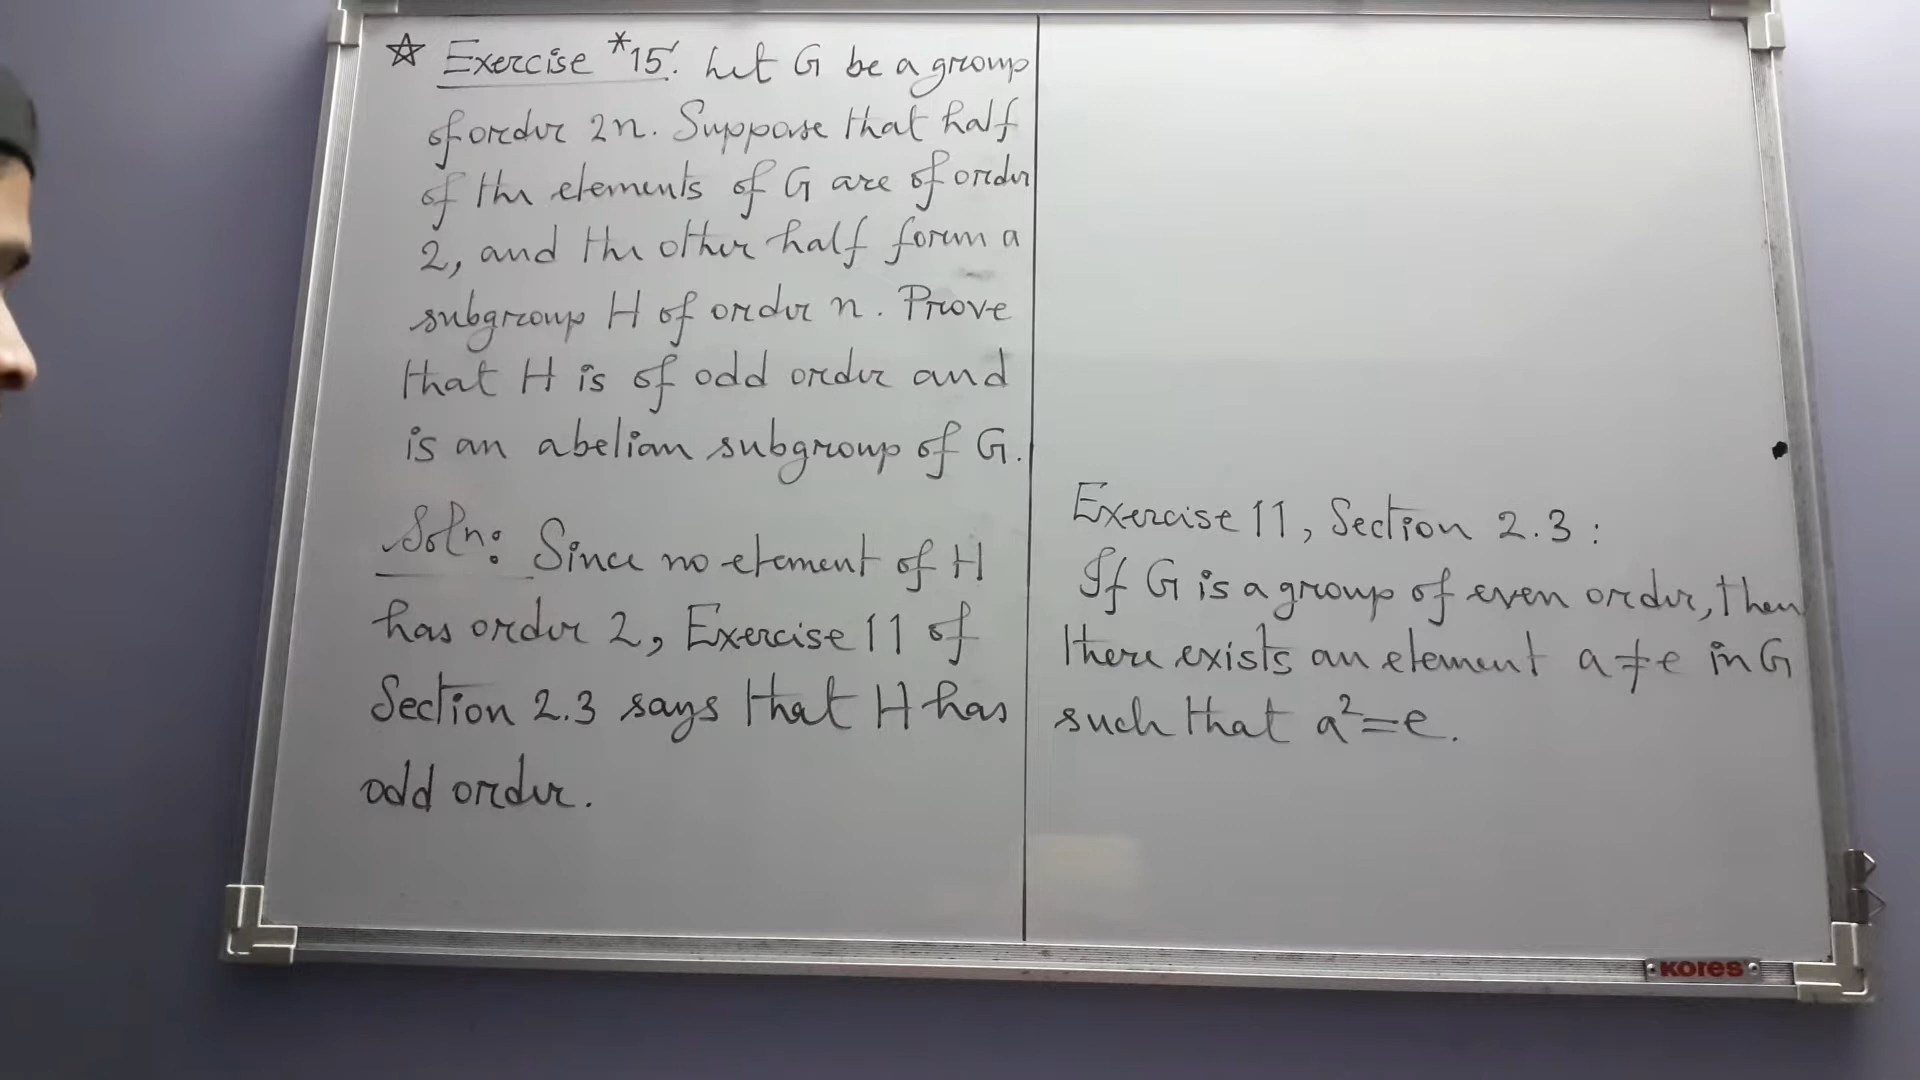 ☆ Exercise *15: Let G be a group
of order 2n. Suppose that half
of the elements of G are of order
2, and the other half form a
subgroup H of order n. Prove
that H is of odd order and
is an abelian subgroup of G.
Soln: Since no element of H
has order 2, Exercise 11 of
Section 2.3 says that H has
odd order.
Exercise 11, Section 2.3:
If G is a group of even order, then
there exists an element a≠e in G
such that a²=e.
kores